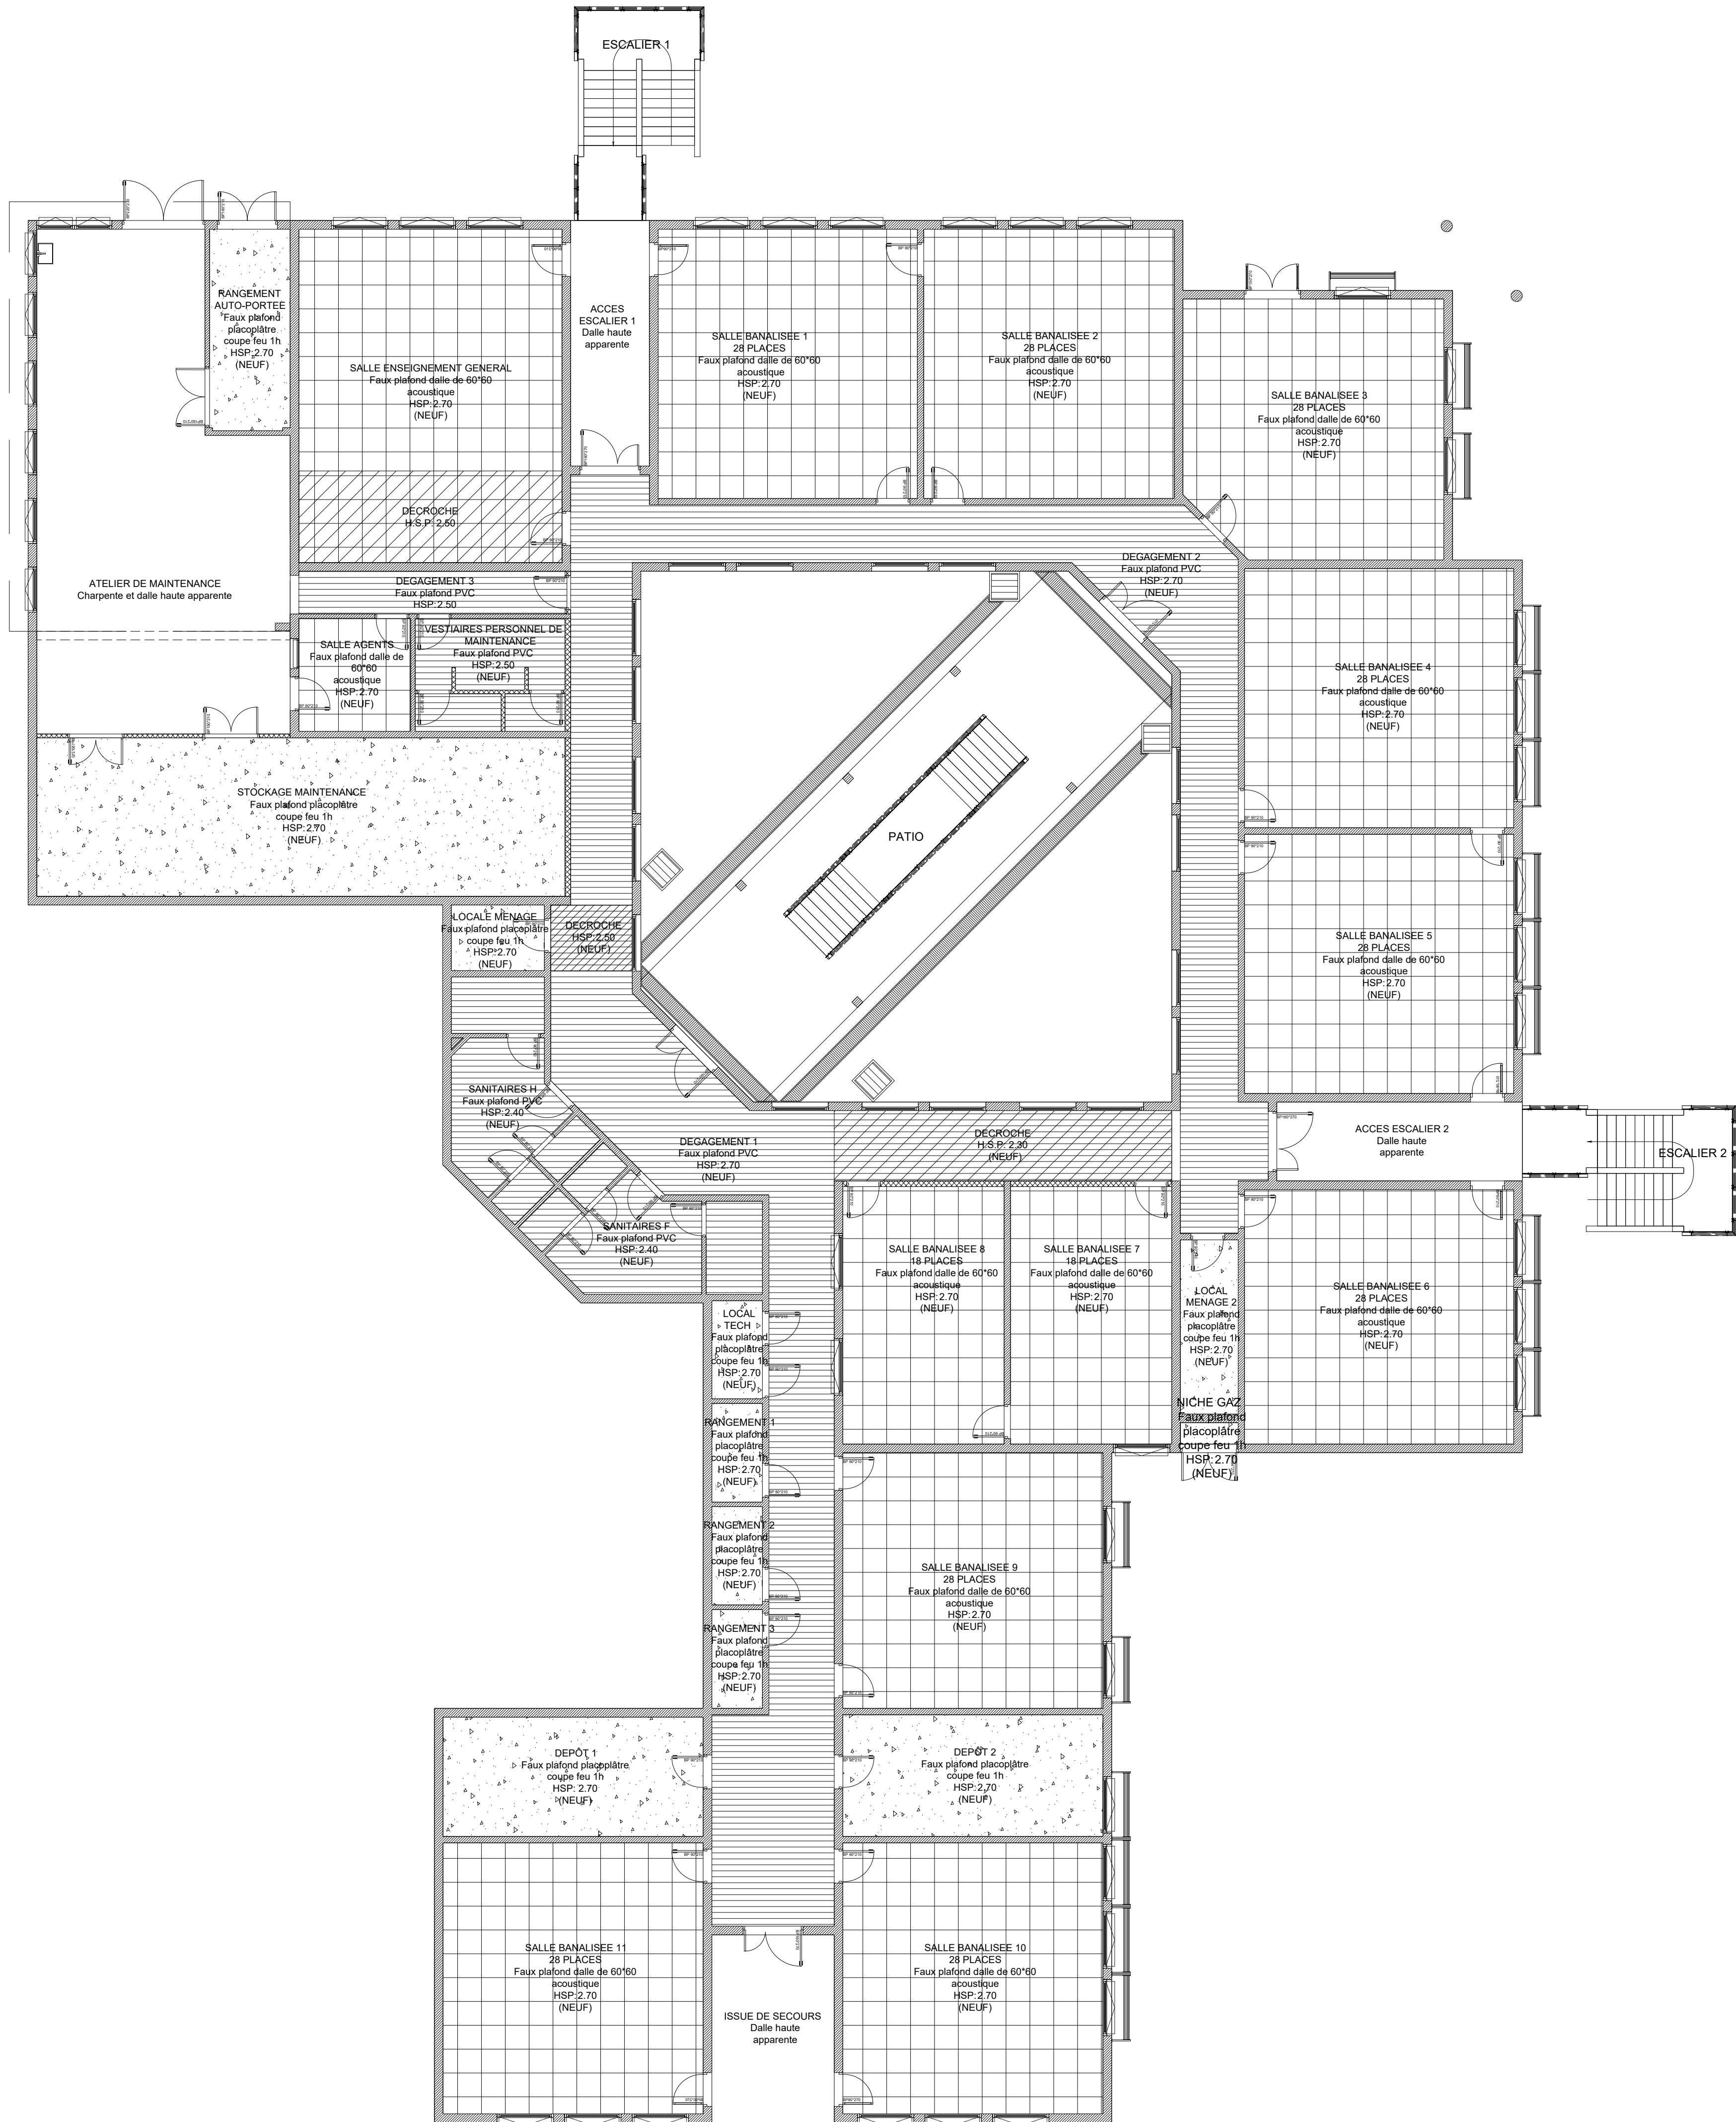 ESCALIER 1
RANGEMENT
AUTO-PORTEE
Faux plafond
placoplâtre
coupe feu 1h
HSP: 2.70
(NEUF)
SALLE ENSEIGNEMENT GENERAL
Faux plafond dalle de 60*60
acoustique
HSP: 2.70
(NEUF)
DECROCHE
H.S.P: 2.50
ACCES
ESCALIER 1
Dalle haute
apparente
SALLE BANALISEE 1
28 PLACES
Faux plafond dalle de 60*60
acoustique
HSP: 2.70
(NEUF)
SALLE BANALISEE 2
28 PLACES
Faux plafond dalle de 60*60
acoustique
HSP: 2.70
(NEUF)
SALLE BANALISEE 3
28 PLACES
Faux plafond dalle de 60*60
acoustique
HSP: 2.70
(NEUF)
DEGAGEMENT 2
Faux plafond PVC
HSP: 2.70
(NEUF)
ATELIER DE MAINTENANCE
Charpente et dalle haute apparente
DEGAGEMENT 3
Faux plafond PVC
HSP: 2.50
SALLE AGENTS
Faux plafond dalle de
60*60
acoustique
HSP: 2.70
(NEUF)
VESTIAIRES PERSONNEL DE
MAINTENANCE
Faux plafond PVC
HSP: 2.50
(NEUF)
SALLE BANALISEE 4
28 PLACES
Faux plafond dalle de 60*60
acoustique
HSP: 2.70
(NEUF)
STOCKAGE MAINTENANCE
Faux plafond placoplâtre
coupe feu 1h
HSP: 2.70
(NEUF)
PATIO
LOCALE MENAGE
Faux plafond placoplâtre
coupe feu 1h
HSP: 2.70
(NEUF)
DECROCHE
HSP: 2.50
(NEUF)
SALLE BANALISEE 5
28 PLACES
Faux plafond dalle de 60*60
acoustique
HSP: 2.70
(NEUF)
SANITAIRES H
Faux plafond PVC
HSP: 2.40
(NEUF)
DEGAGEMENT 1
Faux plafond PVC
HSP: 2.70
(NEUF)
DECROCHE
H.S.P: 2.30
(NEUF)
ACCES ESCALIER 2
Dalle haute
apparente
ESCALIER 2
SANITAIRES F
Faux plafond PVC
HSP: 2.40
(NEUF)
SALLE BANALISEE 8
18 PLACES
Faux plafond dalle de 60*60
acoustique
HSP: 2.70
(NEUF)
SALLE BANALISEE 7
18 PLACES
Faux plafond dalle de 60*60
acoustique
HSP: 2.70
(NEUF)
LOCAL
MENAGE 2
Faux plafond
placoplâtre
coupe feu 1h
HSP: 2.70
(NEUF)
SALLE BANALISEE 6
28 PLACES
Faux plafond dalle de 60*60
acoustique
HSP: 2.70
(NEUF)
LOCAL
TECH
Faux plafond
placoplâtre
coupe feu 1h
HSP: 2.70
(NEUF)
NICHE GAZ
Faux plafond
placoplâtre
coupe feu 1h
HSP: 2.70
(NEUF)
RANGEMENT 1
Faux plafond
placoplâtre
coupe feu 1h
HSP: 2.70
(NEUF)
RANGEMENT 2
Faux plafond
placoplâtre
coupe feu 1h
HSP: 2.70
(NEUF)
SALLE BANALISEE 9
28 PLACES
Faux plafond dalle de 60*60
acoustique
HSP: 2.70
(NEUF)
RANGEMENT 3
Faux plafond
placoplâtre
coupe feu 1h
HSP: 2.70
(NEUF)
DEPÔT 1
Faux plafond placoplâtre
coupe feu 1h
HSP: 2.70
(NEUF)
DEPÔT 2
Faux plafond placoplâtre
coupe feu 1h
HSP: 2.70
(NEUF)
SALLE BANALISEE 11
28 PLACES
Faux plafond dalle de 60*60
acoustique
HSP: 2.70
(NEUF)
SALLE BANALISEE 10
28 PLACES
Faux plafond dalle de 60*60
acoustique
HSP: 2.70
(NEUF)
ISSUE DE SECOURS
Dalle haute
apparente